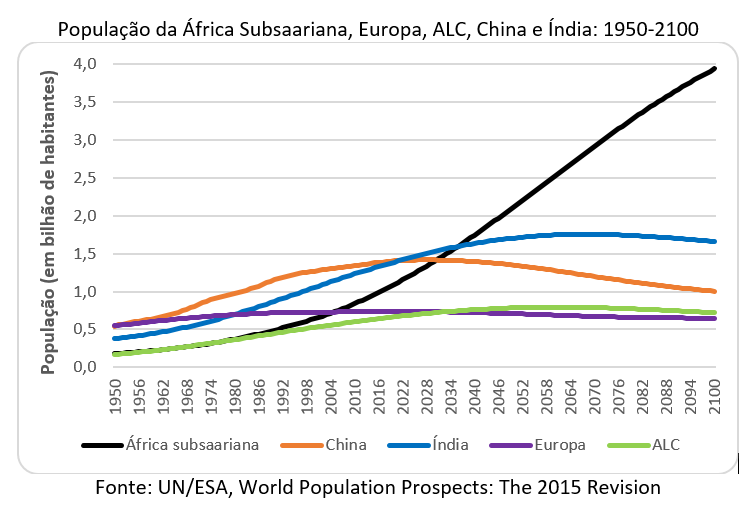 População da África Subsaariana, Europa, ALC, China e Índia: 1950-2100
População (em bilhão de habitantes)
4,0
3,5
3,0
2,5
2,0
1,5
1,0
0,5
0,0
1950 1956 1962 1968 1974 1980 1986 1992 1998 2004 2010 2016 2022 2028 2034 2040 2046 2052 2058 2064 2070 2076 2082 2088 2094 2100
África subsaariana China Índia Europa ALC
Fonte: UN/ESA, World Population Prospects: The 2015 Revision